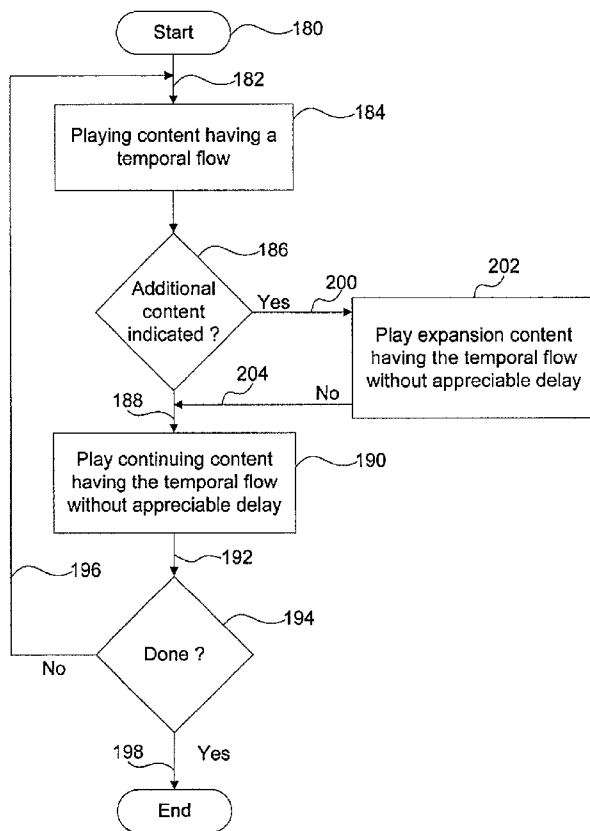 Start
180
182
184
Playing content having a
temporal flow
186
Additional
content
indicated ?
Yes
200
202
Play expansion content
having the temporal flow
without appreciable delay
204
No
188
190
Play continuing content
having the temporal flow
without appreciable delay
192
196
194
Done ?
No
198
Yes
End